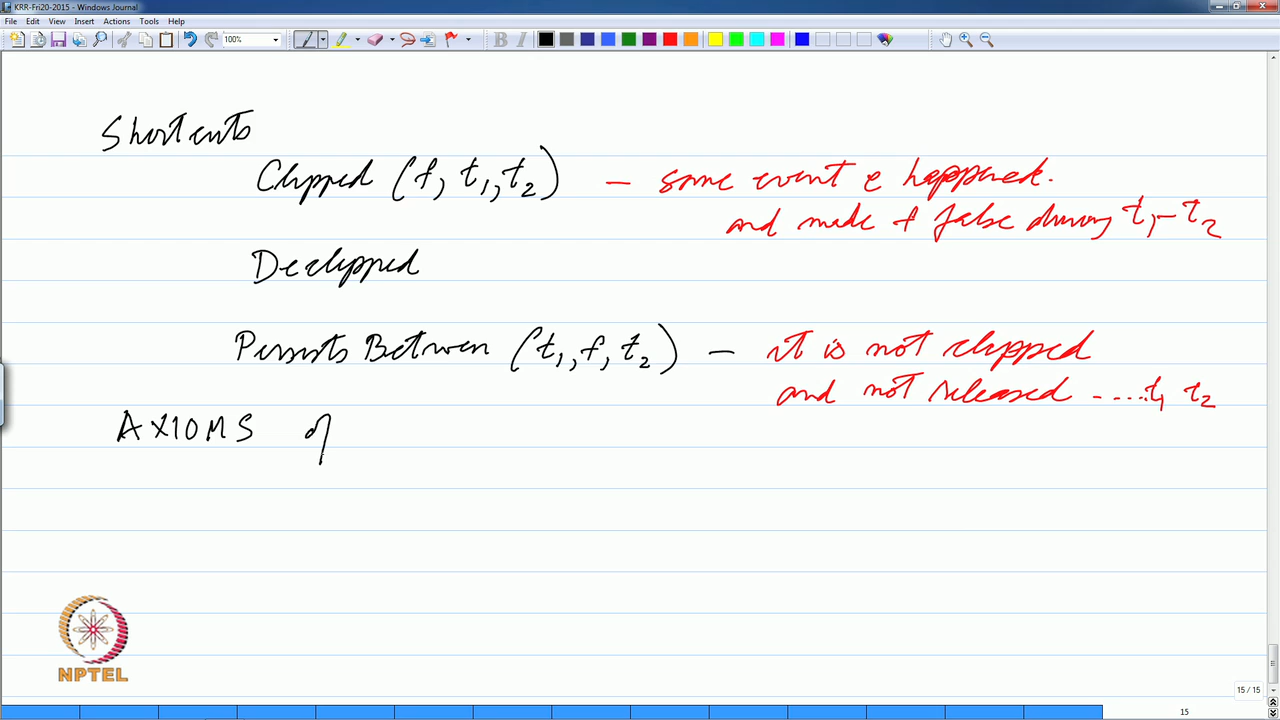 KRR-Fri20-2015 - Windows Journal
File Edit View Insert Actions Tools Help
100%
Shortcuts
Clipped (f, t1, t2) – some event e happened.
and made f false during t1 – t2
Declipped
Persists Between (t1, f, t2) – it is not clipped
and not released ..... t1 t2
AXIOMS of
NPTEL
15 / 15
15